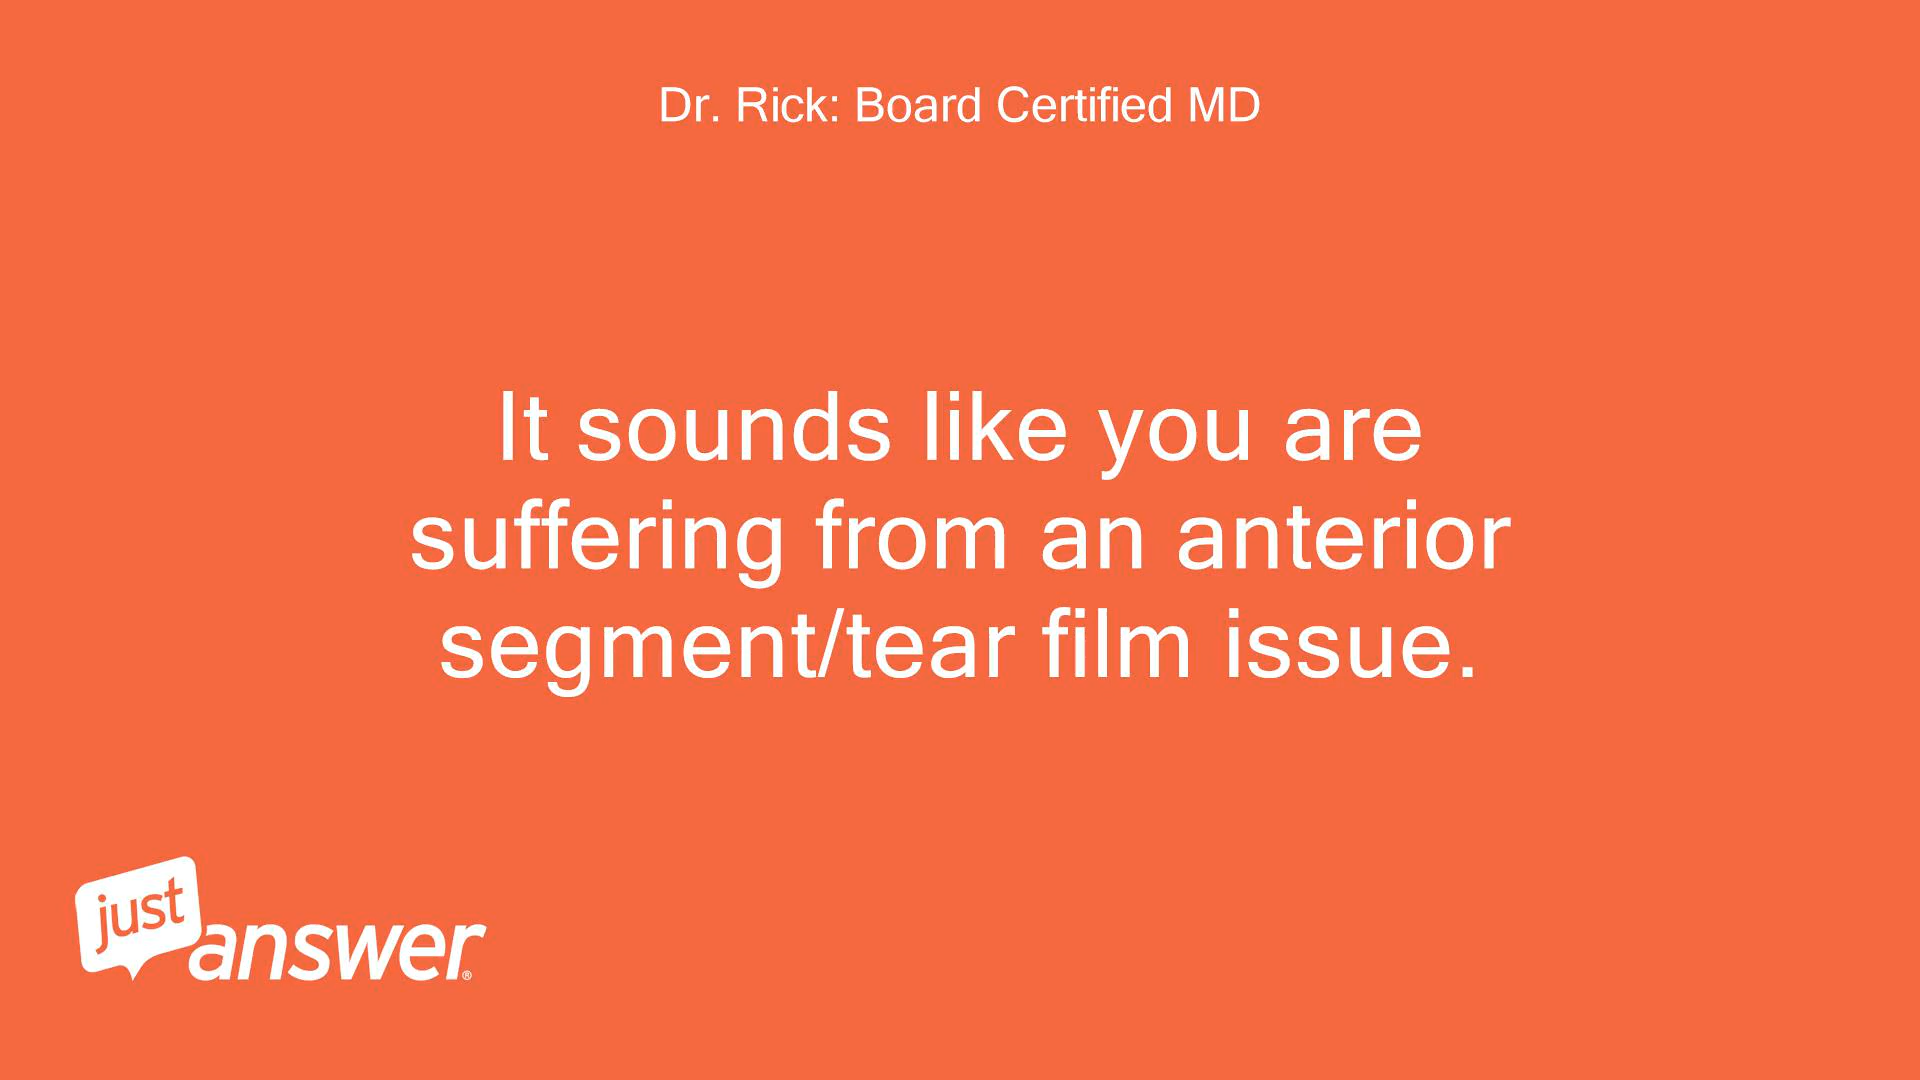 Dr. Rick: Board Certified MD
It sounds like you are
suffering from an anterior
segment/tear film issue.
just
answer®